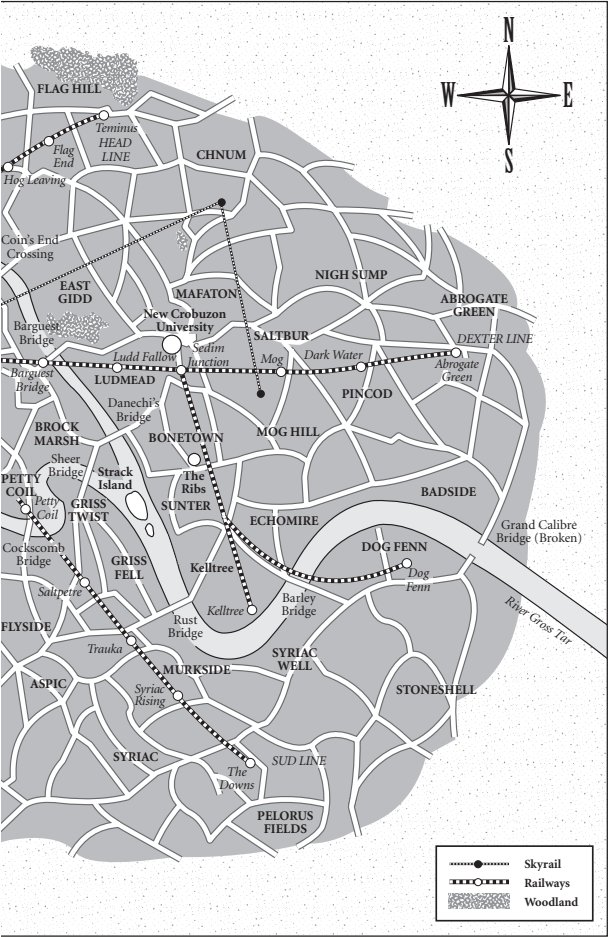 N
W
E
S
FLAG HILL
Teminus
HEAD
LINE
Flag
End
Hog Leaving
CHNUM
Coin's End
Crossing
EAST
GIDD
MAFATON
NIGH SUMP
ABROGATE
GREEN
New Crobuzon
University
SALTBUR
DEXTER LINE
Barguest
Bridge
Ludd Fallow
Sedim
Junction
Mog
Dark Water
Abrogate
Green
Barguest
Bridge
LUDMEAD
PINCOD
Danechi's
Bridge
BROCK
MARSH
BONETOWN
MOG HILL
Sheer
Bridge
Strack
Island
The
Ribs
PETTY
COIL
Petty
Coil
GRISS
TWIST
SUNTER
ECHOMIRE
BADSIDE
Grand Calibre
Bridge (Broken)
Cockscomb
Bridge
GRISS
FELL
Kelltree
DOG FENN
Dog
Fenn
Saltpetre
Kelltree
Barley
Bridge
River Gross Tar
FLYSIDE
Rust
Bridge
Trauka
SYRIAC
WELL
MURKSIDE
ASPIC
Syriac
Rising
STONESHELL
SYRIAC
The
Downs
SUD LINE
PELORUS
FIELDS
Skyrail
Railways
Woodland